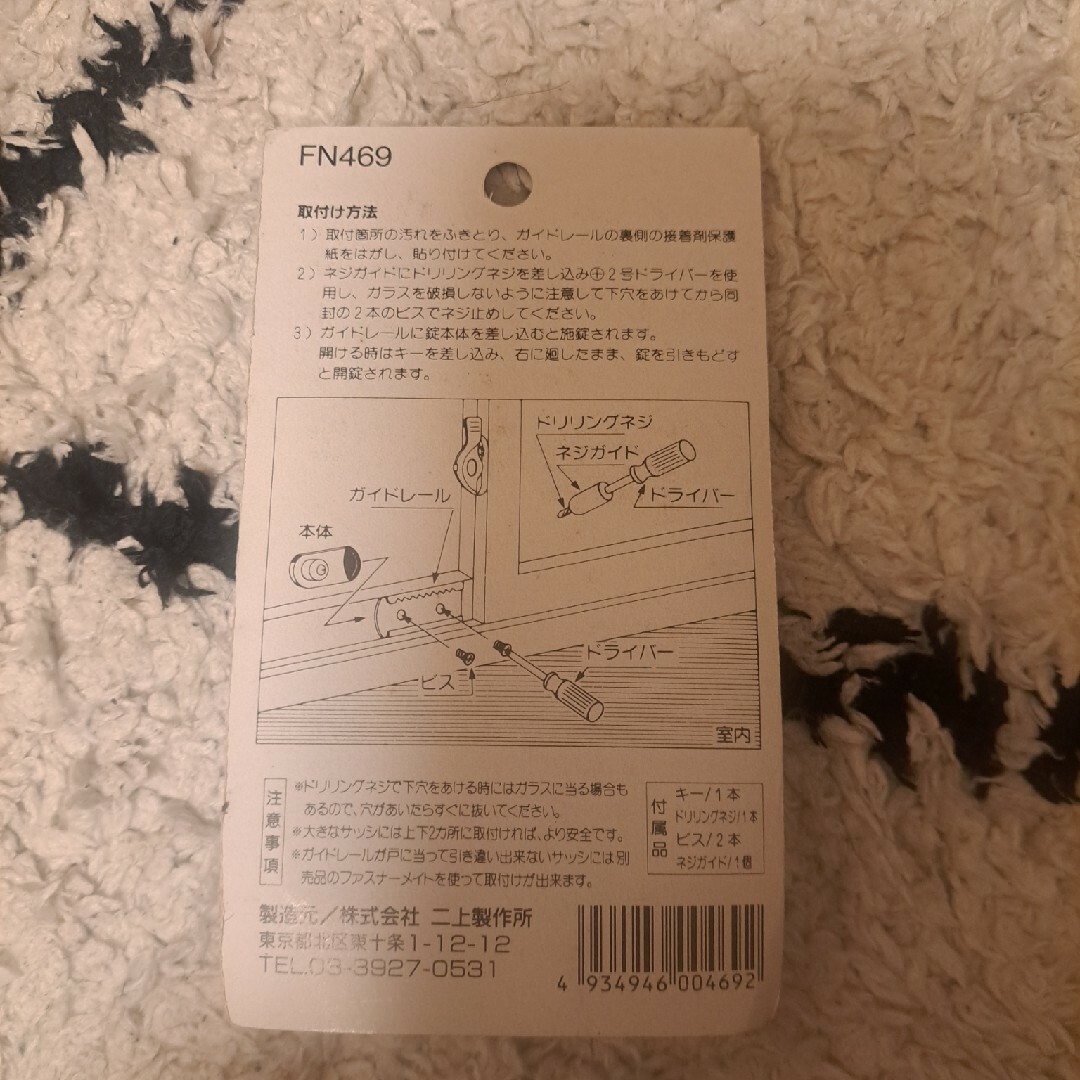 FN469
取付け方法
1）取付箇所の汚れをふきとり、ガイドレールの裏側の接着剤保護
紙をはがし、貼り付けてください。
2）ネジガイドにドリリングネジを差し込み⊕2号ドライバーを使
用し、ガラスを破損しないように注意して下穴をあけてから同
封の2本のビスでネジ止めしてください。
3）ガイドレールに錠本体を差し込むと施錠されます。
開ける時はキーを差し込み、右に廻したまま、錠を引きもどす
と開錠されます。
ドリリングネジ
ネジガイド
ドライバー
ガイドレール
本体
ドライバー
ビス
室内
注意事項
※ドリリングネジで下穴をあける時にはガラスに当る場合も
あるので、穴があいたらすぐに抜いてください。
※大きなサッシには上下2カ所に取付ければ、より安全です。
※ガイドレールが戸に当って引き違い出来ないサッシには別
売品のファスナーメイトを使って取付けが出来ます。
付属品
キー/1本
ドリリングネジ/1本
ビス/2本
ネジガイド/1個
製造元／株式会社 二上製作所
東京都北区東十条1-12-12
TEL.03-3927-0531
4 934946 004692